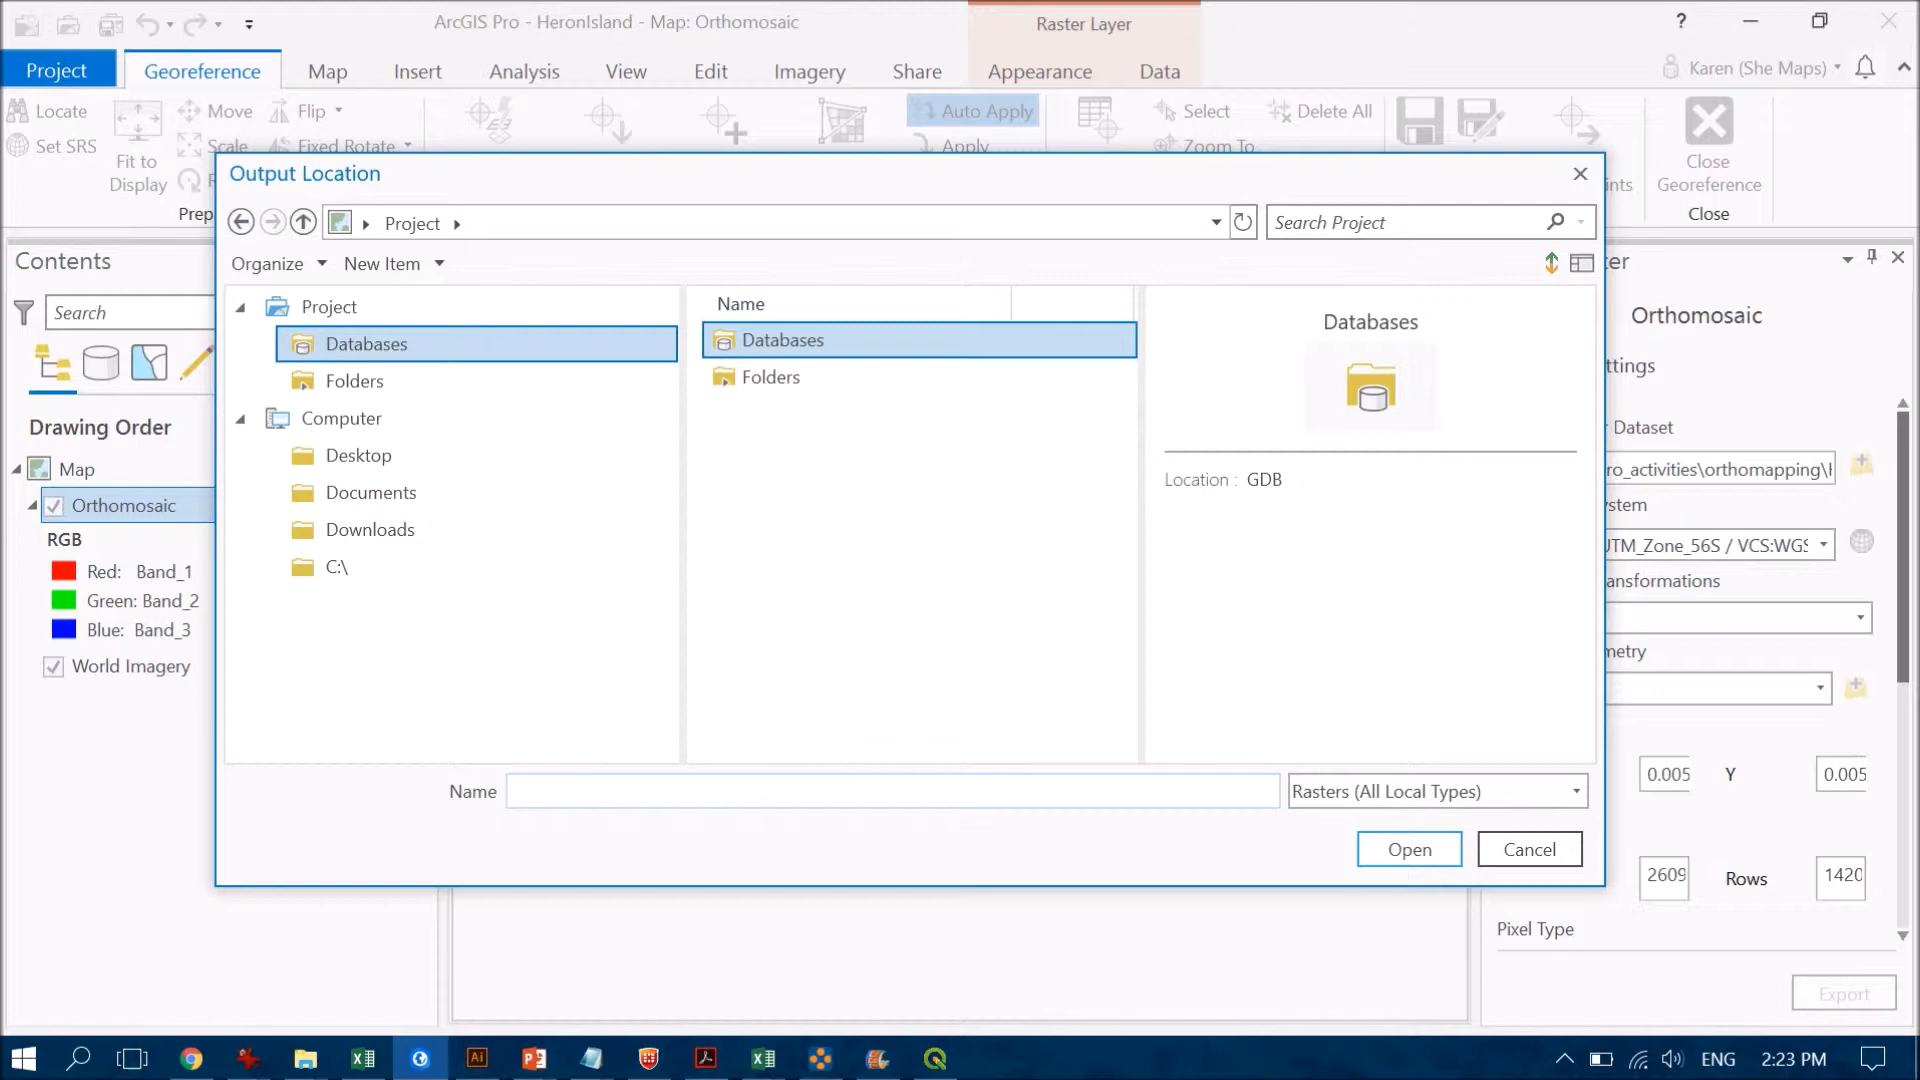 ArcGIS Pro - HeronIsland - Map: Orthomosaic
Raster Layer
?
Project Georeference Map Insert Analysis View Edit Imagery Share Appearance Data
Karen (She Maps)
Locate
Set SRS
Fit to
Display
Move
Scale
Flip
Fixed Rotate
Auto Apply
Apply
Select
Zoom To
Delete All
Close
Georeference
Close
Output Location
Project
Search Project
Organize New Item
Project
Databases
Folders
Computer
Desktop
Documents
Downloads
C:\
Name
Databases
Folders
Databases
Location : GDB
Name
Rasters (All Local Types)
Open Cancel
Contents
Search
Drawing Order
Map
Orthomosaic
RGB
Red: Band_1
Green: Band_2
Blue: Band_3
World Imagery
Orthomosaic
Dataset
ro_activities\orthomapping\
UTM_Zone_56S / VCS:WGS
0.005 Y 0.005
2609 Rows 1420
Pixel Type
Export
Ai
ENG 2:23 PM